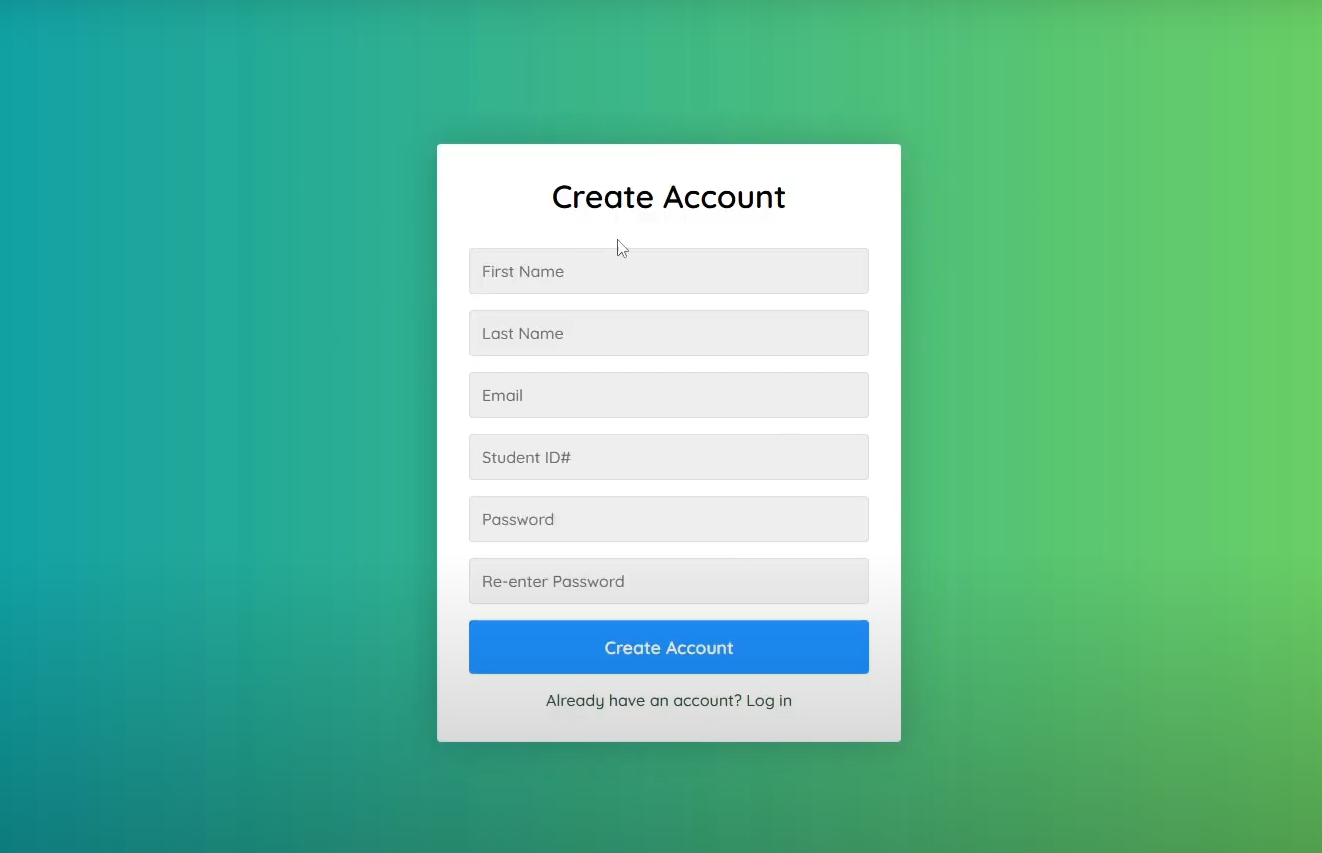 Create Account
First Name
Last Name
Email
Student ID#
Password
Re-enter Password
Create Account
Already have an account? Log in